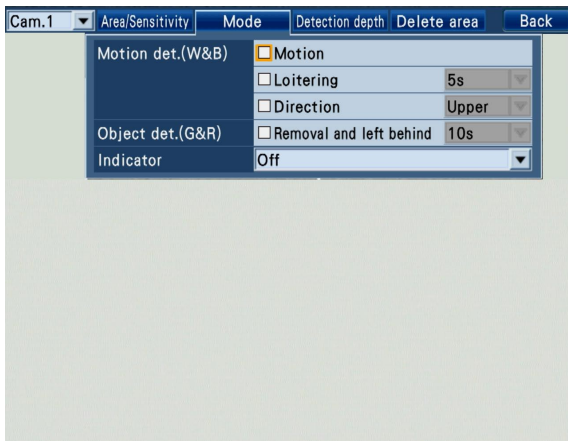 Cam.1 Area/Sensitivity Mode Detection depth Delete area Back
Motion det.(W&B) Motion
Loitering 5s
Direction Upper
Object det.(G&R) Removal and left behind 10s
Indicator Off